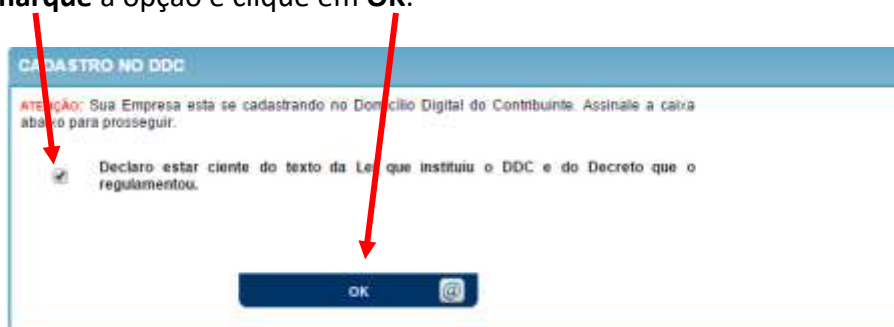 marque a opção e clique em OK.
CADASTRO NO DDC
ATENÇÃO: Sua Empresa esta se cadastrando no Domicílio Digital do Contribuinte. Assinale a caixa
abaixo para prosseguir.
Declaro estar ciente do texto da Lei que instituiu o DDC e do Decreto que o
regulamentou.
OK @